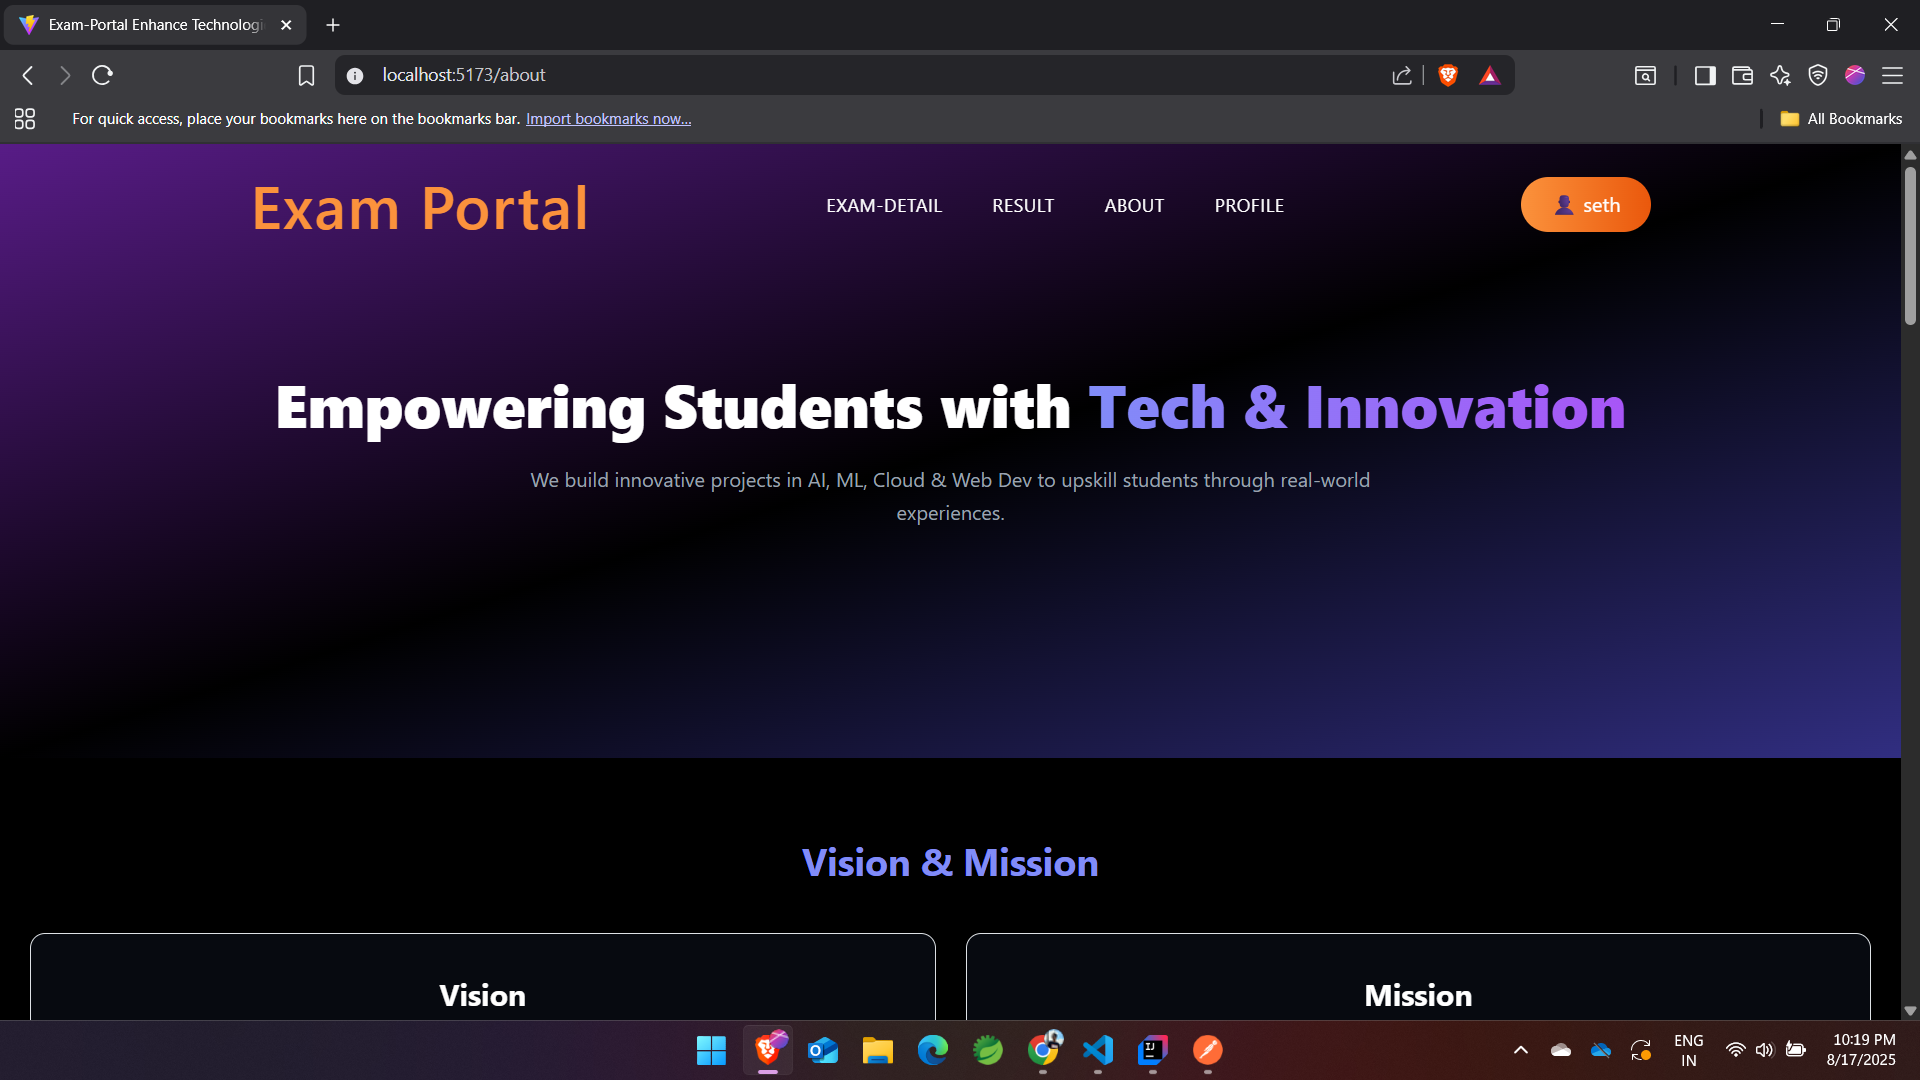 Exam-Portal Enhance Technologi
localhost:5173/about
For quick access, place your bookmarks here on the bookmarks bar. Import bookmarks now...
All Bookmarks
Exam Portal
EXAM-DETAIL
RESULT
ABOUT
PROFILE
seth
Empowering Students with Tech & Innovation
We build innovative projects in AI, ML, Cloud & Web Dev to upskill students through real-world
experiences.
Vision & Mission
Vision
Mission
ENG
IN
10:19 PM
8/17/2025